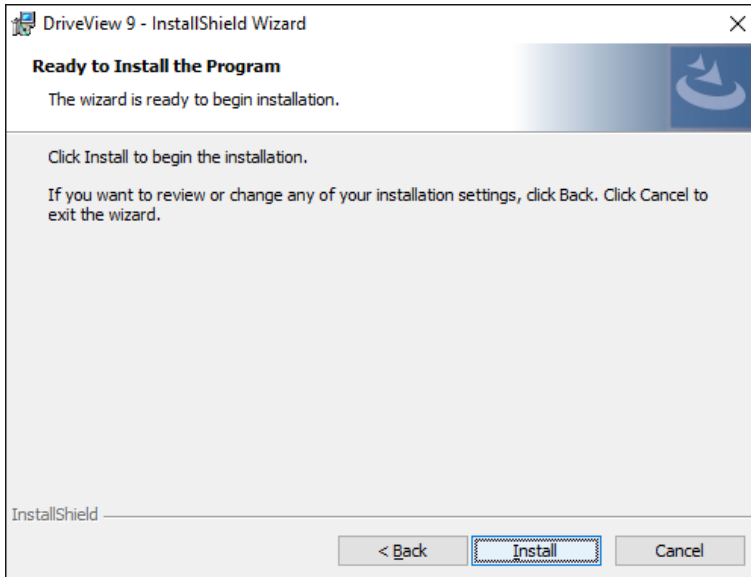 DriveView 9 - InstallShield Wizard
Ready to Install the Program
The wizard is ready to begin installation.
Click Install to begin the installation.
If you want to review or change any of your installation settings, click Back. Click Cancel to
exit the wizard.
InstallShield
< Back
Install
Cancel